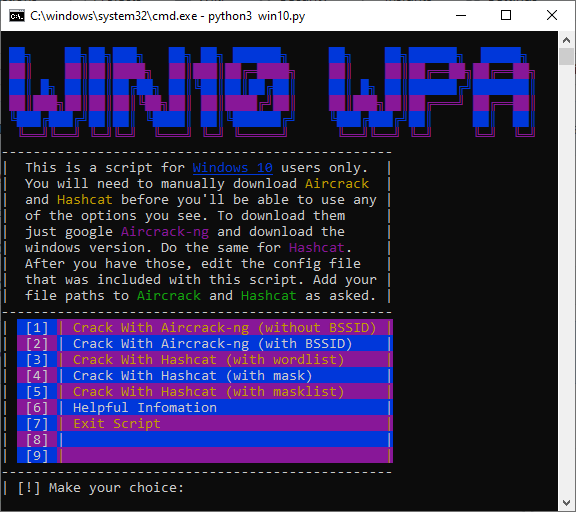 C:\windows\system32\cmd.exe - python3 win10.py
WIN10 WPA
This is a script for Windows 10 users only.
You will need to manually download Aircrack
and Hashcat before you'll be able to use any
of the options you see. To download them
just google Aircrack-ng and download the
windows version. Do the same for Hashcat.
After you have those, edit the config file
that was included with this script. Add your
file paths to Aircrack and Hashcat as asked.
[1] | Crack With Aircrack-ng (without BSSID) |
[2] | Crack With Aircrack-ng (with BSSID) |
[3] | Crack With Hashcat (with wordlist) |
[4] | Crack With Hashcat (with mask) |
[5] | Crack With Hashcat (with masklist) |
[6] | Helpful Infomation |
[7] | Exit Script |
[8] | |
[9] | |
| [!] Make your choice: